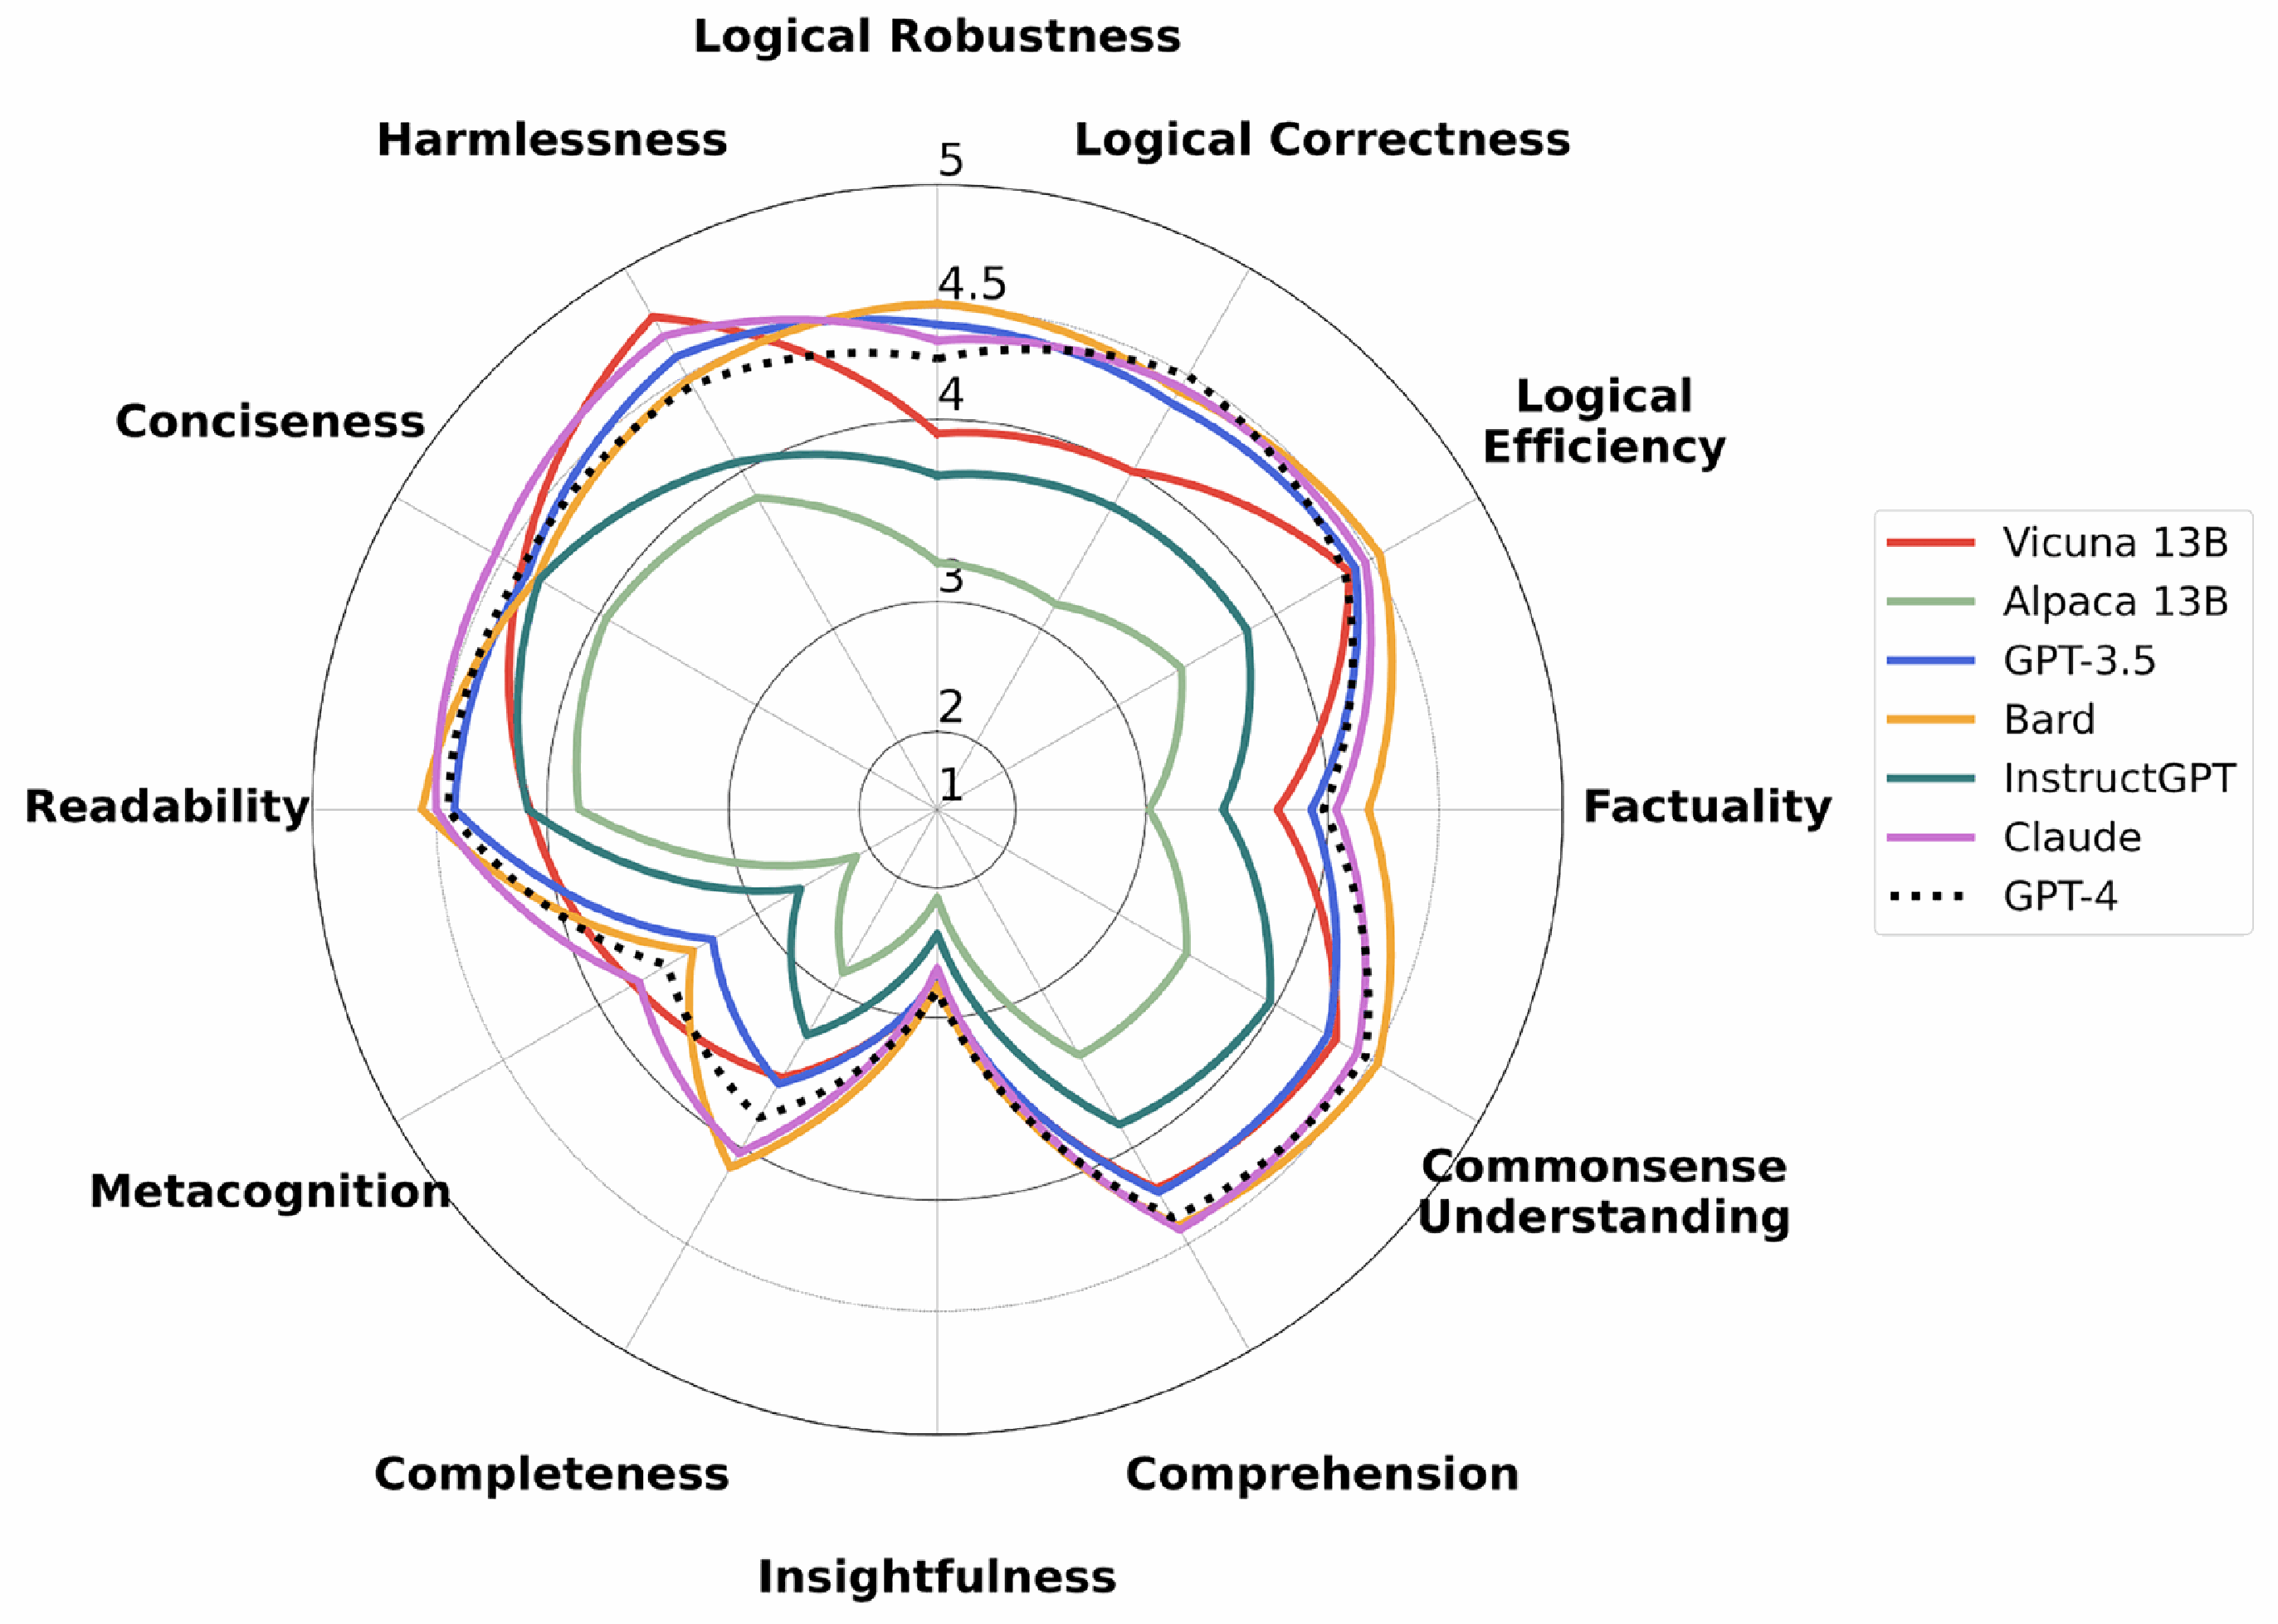 Logical Robustness
Harmlessness
Logical Correctness
5
4.5
Conciseness
4
Logical
Efficiency
3
2
1
Readability
Factuality
Vicuna 13B
Alpaca 13B
GPT-3.5
Bard
InstructGPT
Claude
GPT-4
Metacognition
Commonsense
Understanding
Completeness
Comprehension
Insightfulness